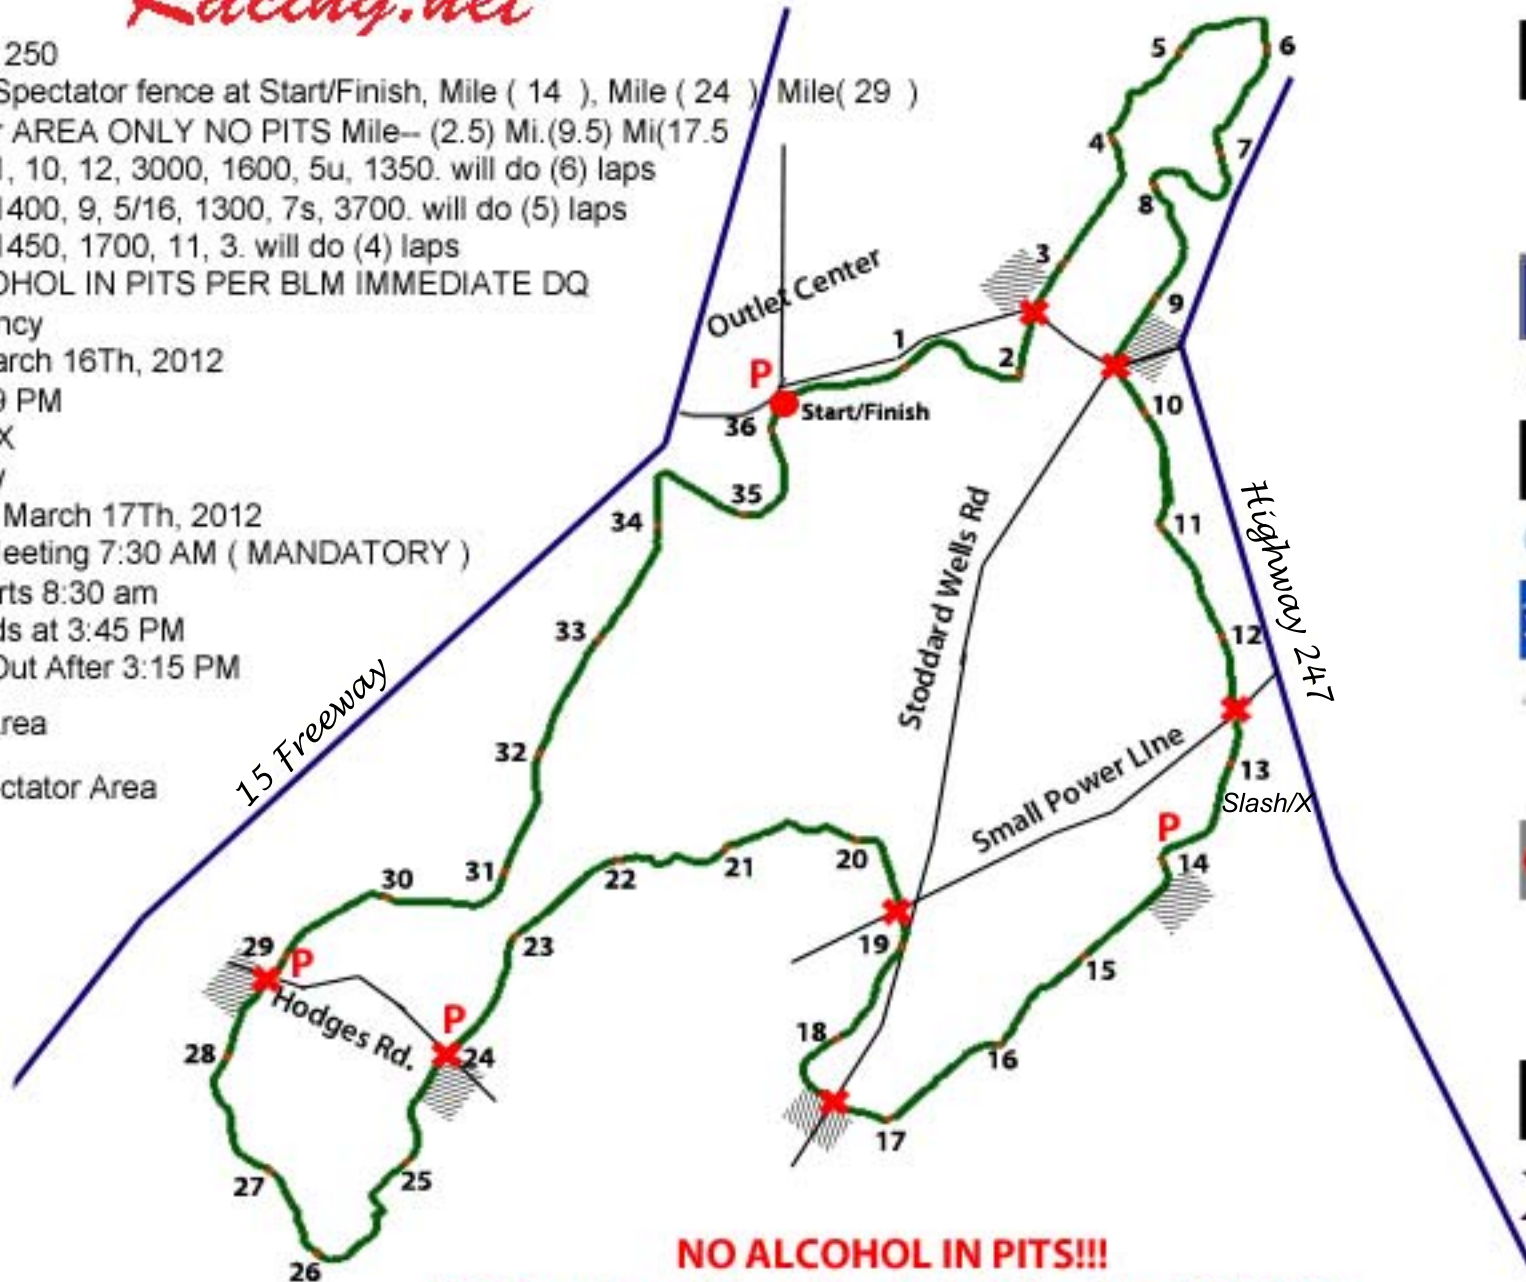 Racing.net
250
Spectator fence at Start/Finish, Mile ( 14 ), Mile ( 24 ) Mile( 29 )
AREA ONLY NO PITS Mile-- (2.5) Mi.(9.5) Mi(17.5
, 10, 12, 3000, 1600, 5u, 1350. will do (6) laps
1400, 9, 5/16, 1300, 7s, 3700. will do (5) laps
1450, 1700, 11, 3. will do (4) laps
OHOL IN PITS PER BLM IMMEDIATE DQ
ncy
arch 16Th, 2012
9 PM
X
March 17Th, 2012
eeting 7:30 AM ( MANDATORY )
rts 8:30 am
ds at 3:45 PM
Out After 3:15 PM
rea
ctator Area
15 Freeway
Outlet Center
P
Start/Finish
Stoddard Wells Rd
Small Power LIne
Highway 247
Slash/X
P
Hodges Rd.
P
P
1
2
3
4
5
6
7
8
9
10
11
12
13
14
15
16
17
18
19
20
21
22
23
24
25
26
27
28
29
30
31
32
33
34
35
36
NO ALCOHOL IN PITS!!!